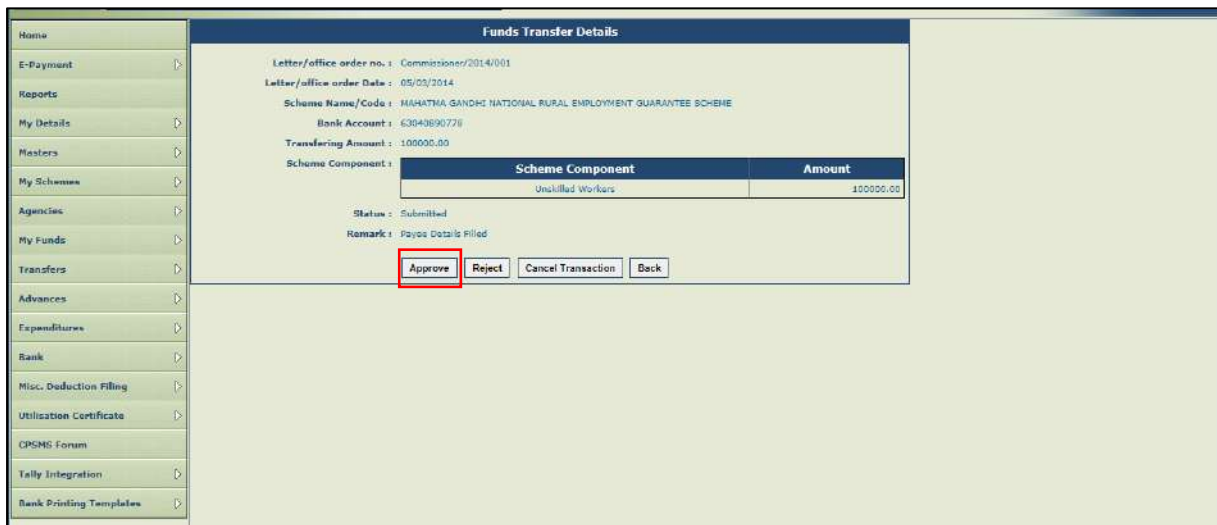 Home
E-Payment
Reports
My Details
Masters
My Schemes
Agencies
My Funds
Transfers
Advances
Expenditures
Bank
Misc. Deduction Filing
Utilisation Certificate
CPSMS Forum
Tally Integration
Bank Printing Templates
Funds Transfer Details
Letter/office order no. : Commissioner/2014/001
Letter/office order Date : 05/03/2014
Scheme Name/Code : MAHATMA GANDHI NATIONAL RURAL EMPLOYMENT GUARANTEE SCHEME
Bank Account : 63040890778
Transfering Amount : 100000.00
Scheme Component :
Scheme Component Amount
Unskilled Workers 100000.00
Status : Submitted
Remark : Payee Details Filled
Approve Reject Cancel Transaction Back